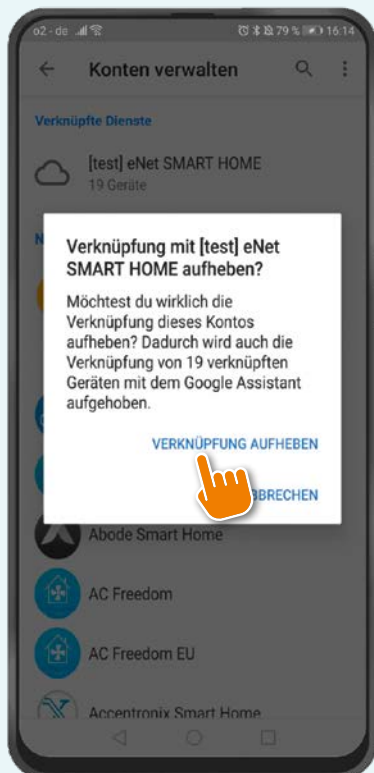 o2 - de 79 % 16:14
Konten verwalten
Verknüpfte Dienste
[test] eNet SMART HOME
19 Geräte
N
Verknüpfung mit [test] eNet
SMART HOME aufheben?
Möchtest du wirklich die
Verknüpfung dieses Kontos
aufheben? Dadurch wird auch die
Verknüpfung von 19 verknüpften
Geräten mit dem Google Assistant
aufgehoben.
VERKNÜPFUNG AUFHEBEN
BBRECHEN
Abode Smart Home
AC Freedom
AC Freedom EU
Accentronix Smart Home